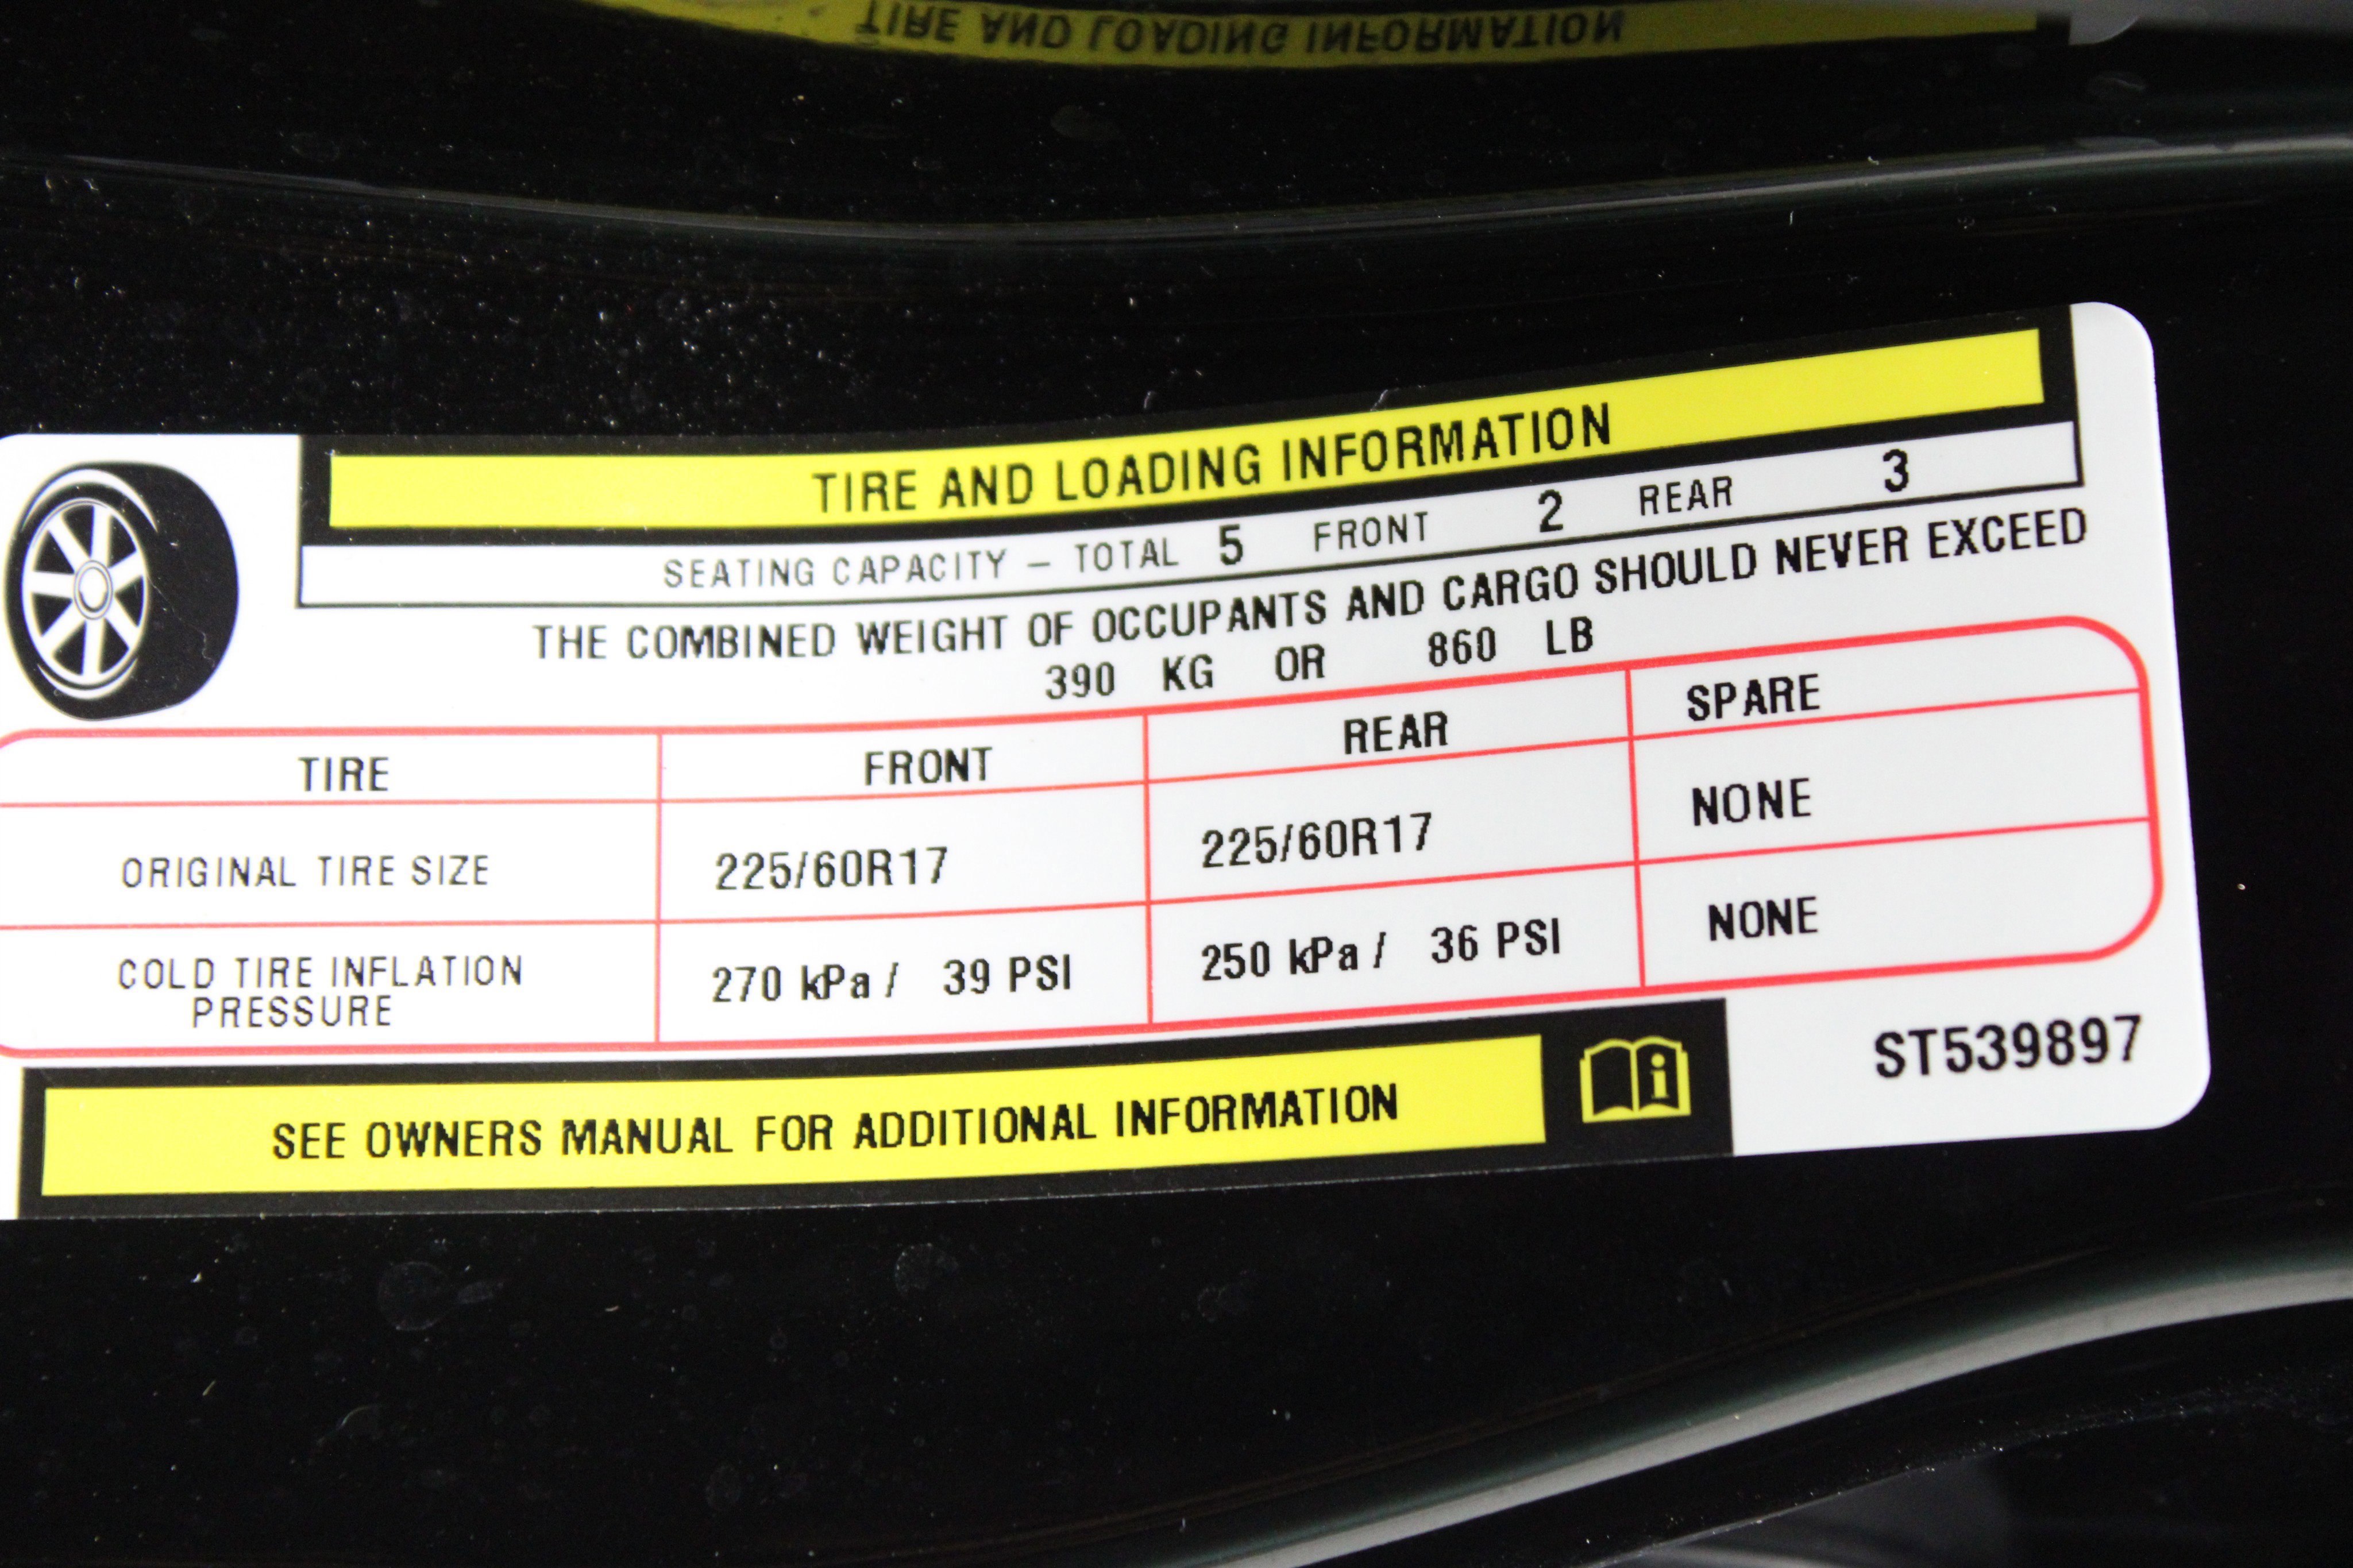 TIRE AND LOADING INFORMATION
TIRE AND LOADING INFORMATION
SEATING CAPACITY – TOTAL 5 FRONT 2 REAR 3
THE COMBINED WEIGHT OF OCCUPANTS AND CARGO SHOULD NEVER EXCEED
390 KG OR 860 LB
TIRE FRONT REAR SPARE
ORIGINAL TIRE SIZE 225/60R17 225/60R17 NONE
COLD TIRE INFLATION
PRESSURE 270 kPa / 39 PSI 250 kPa / 36 PSI NONE
SEE OWNERS MANUAL FOR ADDITIONAL INFORMATION i
ST539897